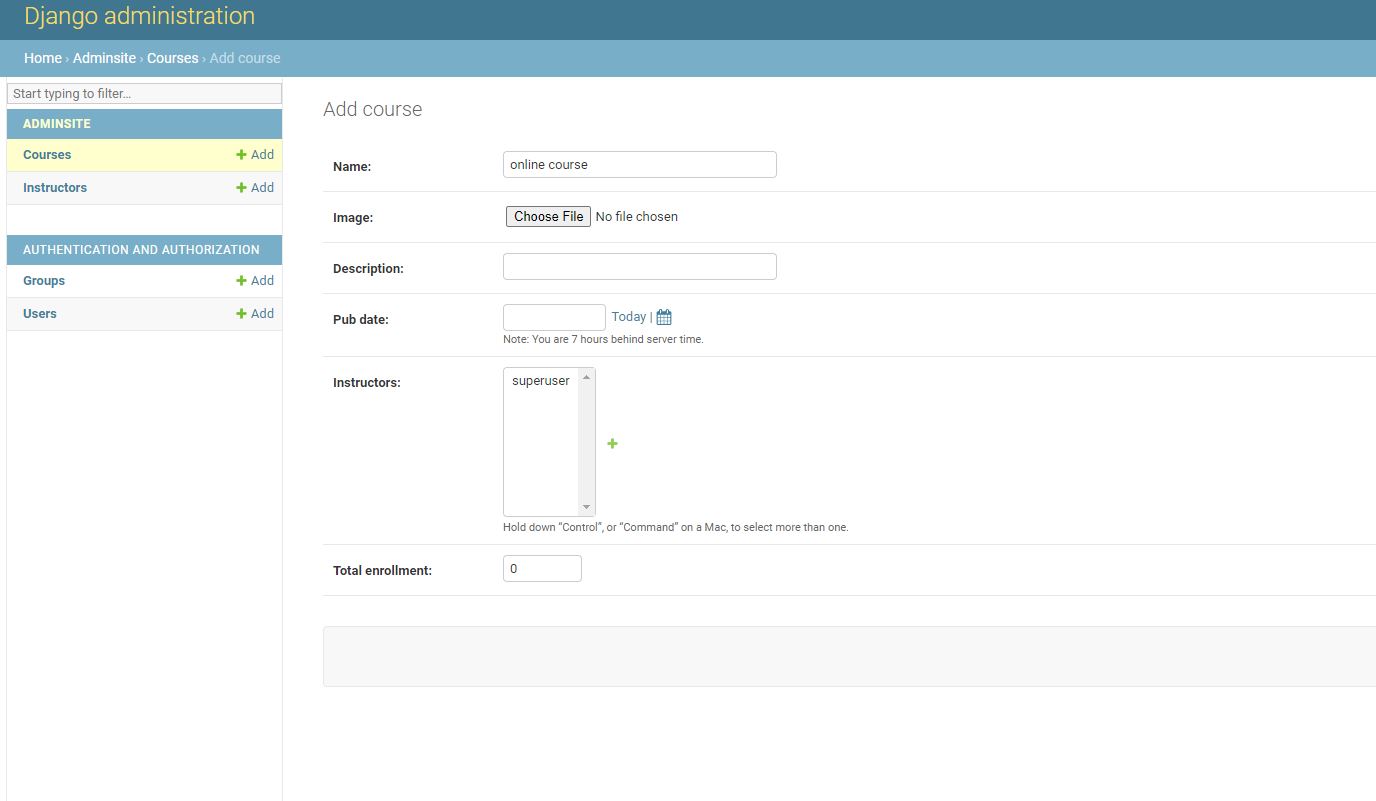 Django administration
Home › Adminsite › Courses › Add course
Start typing to filter...
ADMINSITE
Courses + Add
Instructors + Add
AUTHENTICATION AND AUTHORIZATION
Groups + Add
Users + Add
Add course
Name: online course
Image: Choose File No file chosen
Description:
Pub date: Today |
Note: You are 7 hours behind server time.
Instructors: superuser
Hold down “Control”, or “Command” on a Mac, to select more than one.
Total enrollment: 0